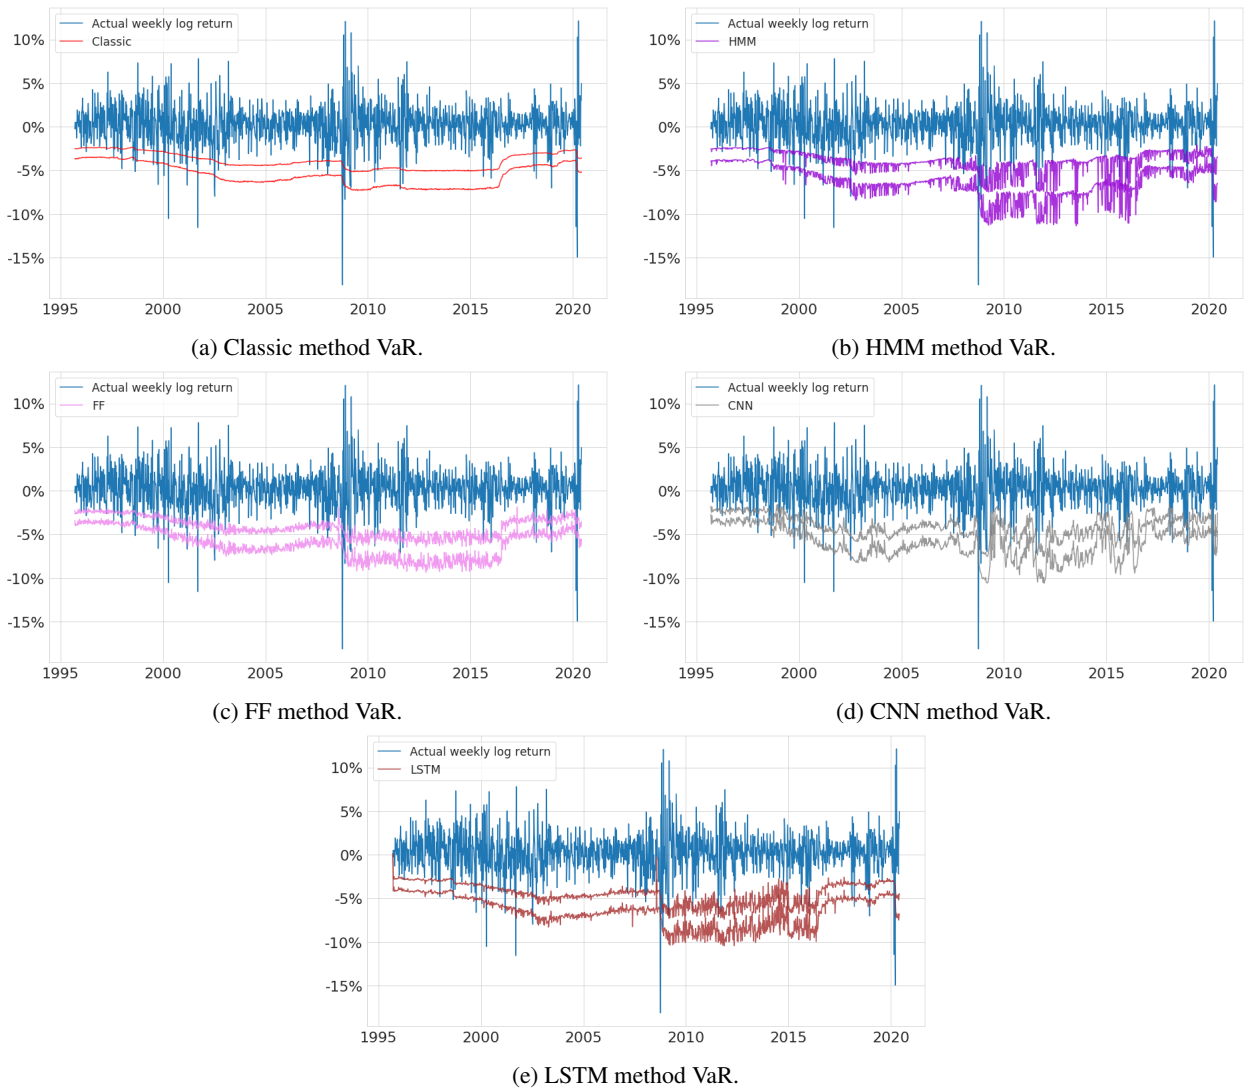 Actual weekly log return
Classic
10%
5%
0%
-5%
-10%
-15%
1995 2000 2005 2010 2015 2020
(a) Classic method VaR.
Actual weekly log return
HMM
10%
5%
0%
-5%
-10%
-15%
1995 2000 2005 2010 2015 2020
(b) HMM method VaR.
Actual weekly log return
FF
10%
5%
0%
-5%
-10%
-15%
1995 2000 2005 2010 2015 2020
(c) FF method VaR.
Actual weekly log return
CNN
10%
5%
0%
-5%
-10%
-15%
1995 2000 2005 2010 2015 2020
(d) CNN method VaR.
Actual weekly log return
LSTM
10%
5%
0%
-5%
-10%
-15%
1995 2000 2005 2010 2015 2020
(e) LSTM method VaR.